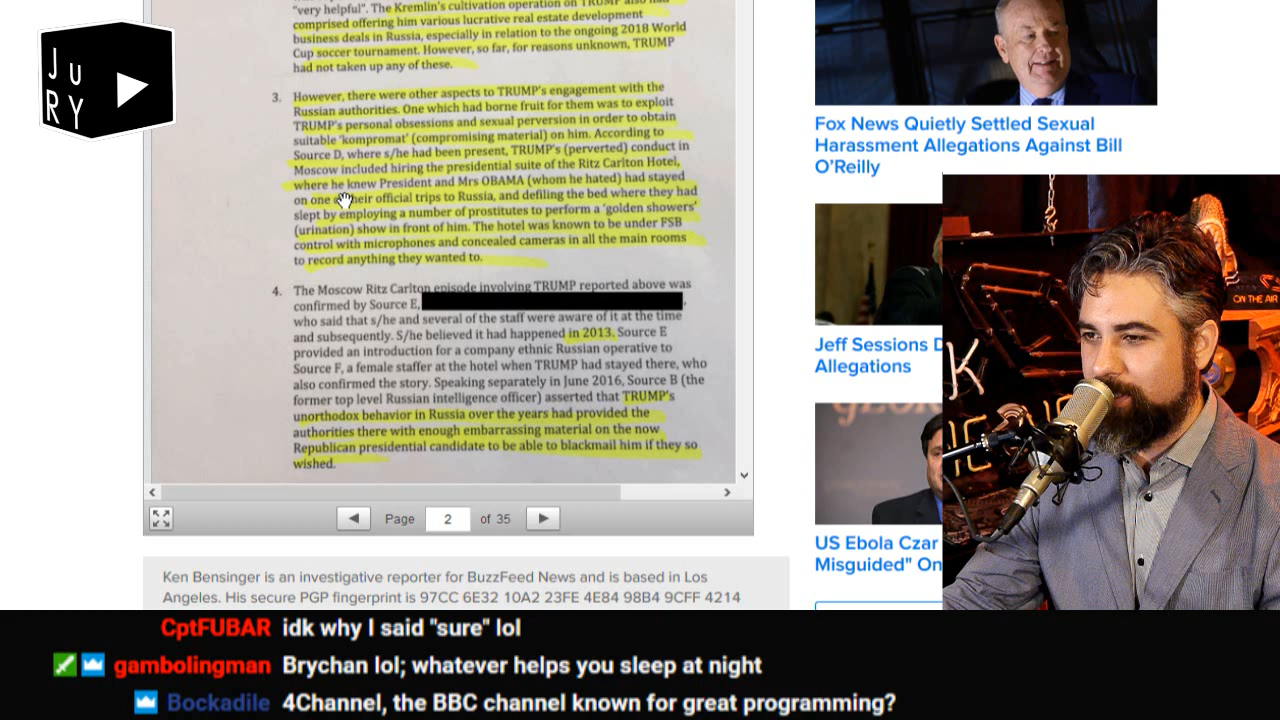 "very helpful". The Kremlin's cultivation operation on TRUMP also had
comprised offering him various lucrative real estate development
business deals in Russia, especially in relation to the ongoing 2018 World
Cup soccer tournament. However, so far, for reasons unknown, TRUMP
had not taken up any of these.
3. However, there were other aspects to TRUMP's engagement with the
Russian authorities. One which had borne fruit for them was to exploit
TRUMP's personal obsessions and sexual perversion in order to obtain
suitable 'kompromat' (compromising material) on him. According to
Source D, where s/he had been present, TRUMP's (perverted) conduct in
Moscow included hiring the presidential suite of the Ritz Carlton Hotel,
where he knew President and Mrs OBAMA (whom he hated) had stayed
on one of their official trips to Russia, and defiling the bed where they had
slept by employing a number of prostitutes to perform a 'golden showers'
(urination) show in front of him. The hotel was known to be under FSB
control with microphones and concealed cameras in all the main rooms
to record anything they wanted to.
4. The Moscow Ritz Carlton episode involving TRUMP reported above was
confirmed by Source E, ,
who said that s/he and several of the staff were aware of it at the time
and subsequently. S/he believed it had happened in 2013. Source E
provided an introduction for a company ethnic Russian operative to
Source F, a female staffer at the hotel when TRUMP had stayed there, who
also confirmed the story. Speaking separately in June 2016, Source B (the
former top level Russian intelligence officer) asserted that TRUMP's
unorthodox behavior in Russia over the years had provided the
authorities there with enough embarrassing material on the now
Republican presidential candidate to be able to blackmail him if they so
wished.
Page 2 of 35
Ken Bensinger is an investigative reporter for BuzzFeed News and is based in Los
Angeles. His secure PGP fingerprint is 97CC 6E32 10A2 23FE 4E84 98B4 9CFF 4214
JURY
Fox News Quietly Settled Sexual
Harassment Allegations Against Bill
O'Reilly
Jeff Sessions D
Allegations
US Ebola Czar
Misguided" On
ON THE AIR
CptFUBAR idk why I said "sure" lol
gambolingman Brychan lol; whatever helps you sleep at night
Bockadile 4Channel, the BBC channel known for great programming?